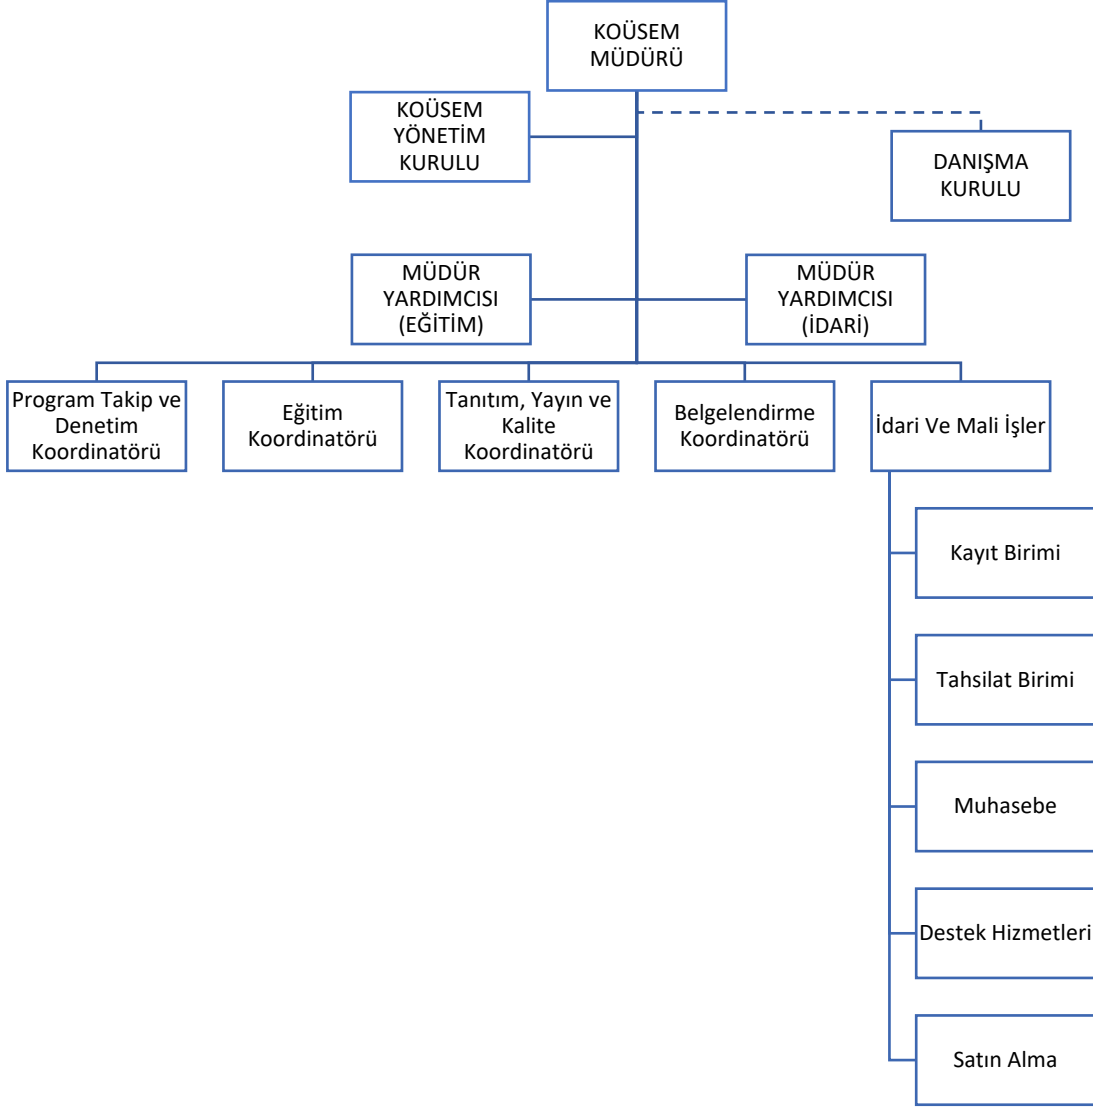 KOÜSEM
MÜDÜRÜ
KOÜSEM
YÖNETİM
KURULU
DANIŞMA
KURULU
MÜDÜR
YARDIMCISI
(EĞİTİM)
MÜDÜR
YARDIMCISI
(İDARİ)
Program Takip ve
Denetim
Koordinatörü
Eğitim
Koordinatörü
Tanıtım, Yayın ve
Kalite
Koordinatörü
Belgelendirme
Koordinatörü
İdari Ve Mali İşler
Kayıt Birimi
Tahsilat Birimi
Muhasebe
Destek Hizmetleri
Satın Alma